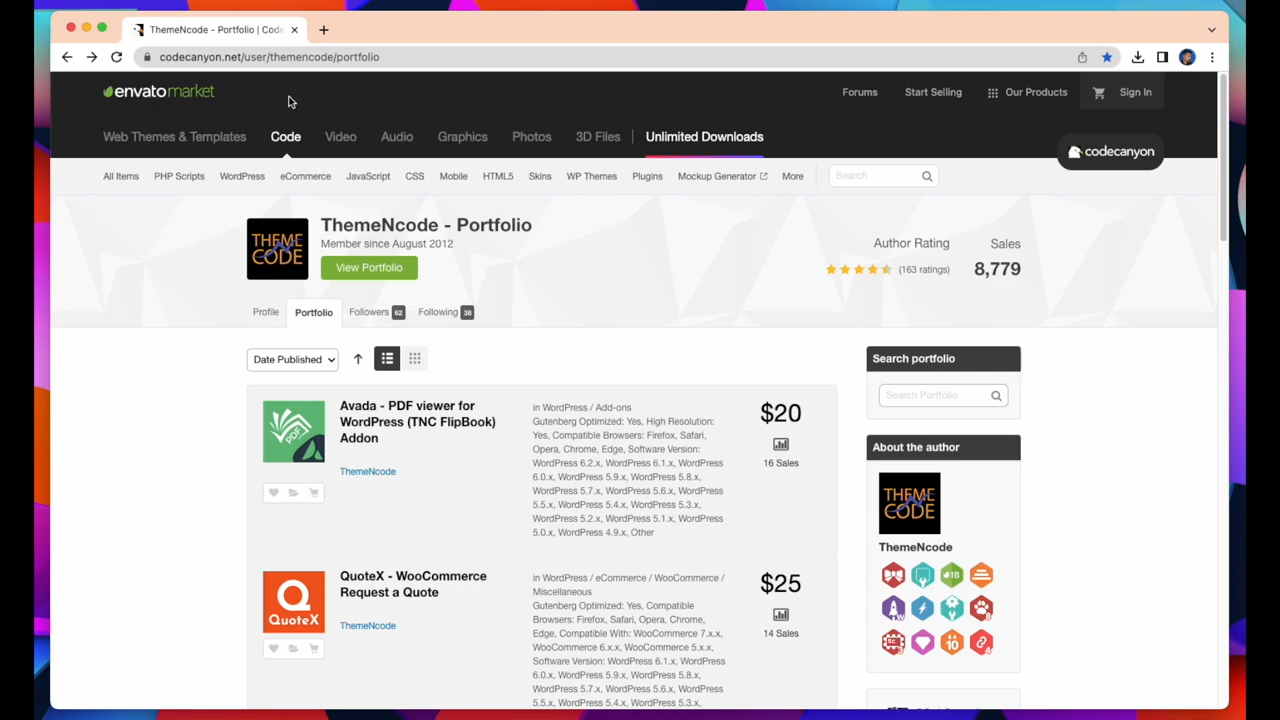 ThemeNcode - Portfolio | Code
codecanyon.net/user/themencode/portfolio
envatomarket
Forums Start Selling Our Products Sign In
Web Themes & Templates Code Video Audio Graphics Photos 3D Files Unlimited Downloads
codecanyon
All Items PHP Scripts WordPress eCommerce JavaScript CSS Mobile HTML5 Skins WP Themes Plugins Mockup Generator More Search
THEME
CODE
ThemeNcode - Portfolio
Member since August 2012
View Portfolio
Author Rating Sales
(163 ratings) 8,779
Profile Portfolio Followers 62 Following 38
Date Published
Search portfolio
Search Portfolio
PDF
Avada - PDF viewer for
WordPress (TNC FlipBook)
Addon
ThemeNcode
in WordPress / Add-ons
Gutenberg Optimized: Yes, High Resolution:
Yes, Compatible Browsers: Firefox, Safari,
Opera, Chrome, Edge, Software Version:
WordPress 6.2.x, WordPress 6.1.x, WordPress
6.0.x, WordPress 5.9.x, WordPress 5.8.x,
WordPress 5.7.x, WordPress 5.6.x, WordPress
5.5.x, WordPress 5.4.x, WordPress 5.3.x,
WordPress 5.2.x, WordPress 5.1.x, WordPress
5.0.x, WordPress 4.9.x, Other
$20
16 Sales
About the author
THEME
CODE
ThemeNcode
QuoteX
QuoteX - WooCommerce
Request a Quote
ThemeNcode
in WordPress / eCommerce / WooCommerce /
Miscellaneous
Gutenberg Optimized: Yes, Compatible
Browsers: Firefox, Safari, Opera, Chrome,
Edge, Compatible With: WooCommerce 7.x.x,
WooCommerce 6.x.x, WooCommerce 5.x.x,
Software Version: WordPress 6.1.x, WordPress
6.0.x, WordPress 5.9.x, WordPress 5.8.x,
WordPress 5.7.x, WordPress 5.6.x, WordPress
5.5.x, WordPress 5.4.x, WordPress 5.3.x,
$25
14 Sales
1B
10